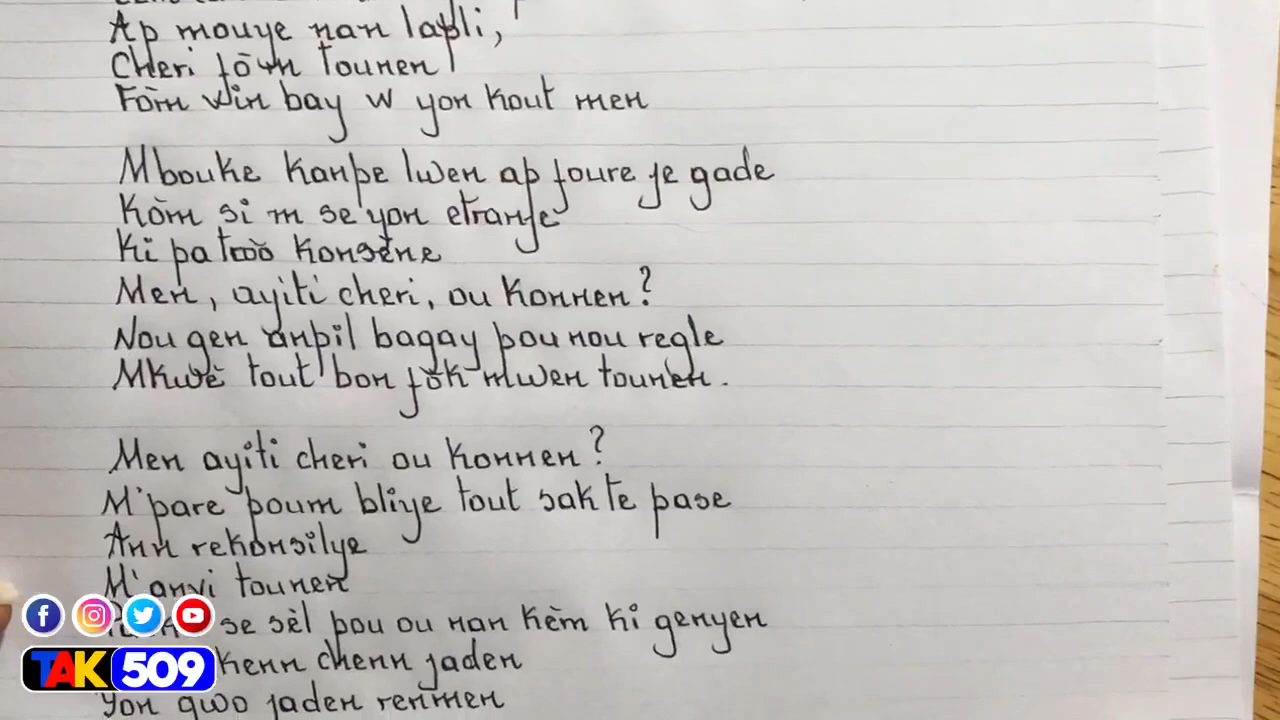 Ap mouye nan lapli,
Cheri fòm tounen
Fòm vin bay w yon kout men
Mbouke kanpe lwen ap foure je gade
Kòm si m se yon etranje
Ki pa twò konsène
Men, ayiti cheri, ou konnen?
Nou gen anpil bagay pou nou regle
Mkwè tout bon fòk mwen tounen.
Men ayiti cheri ou konnen?
M'pare poum bliye tout sak te pase
Ann rekonsilye
M'anvi tounen
se sèl pou ou nan kèm ki genyen
kenn chenn jaden
Yon gwo jaden renmen
TAK 509